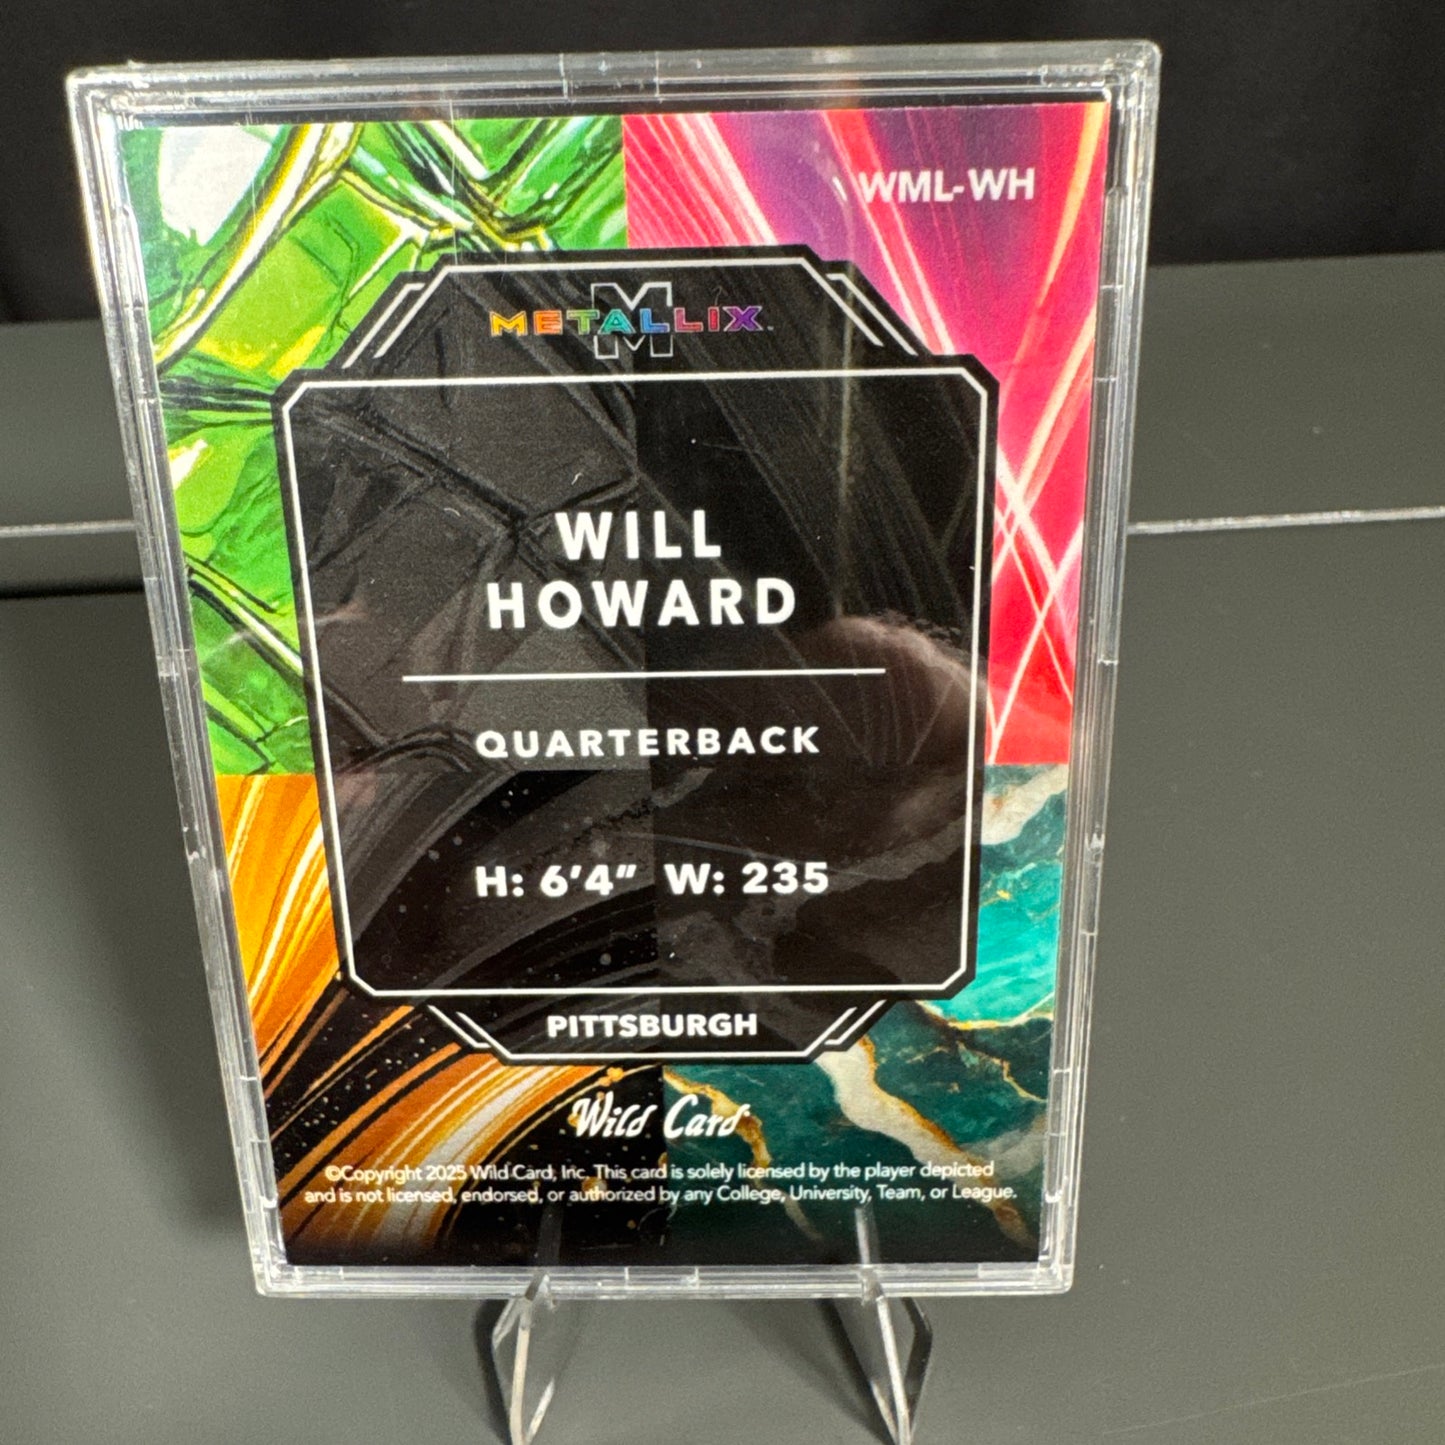 WML-WH
M
METALLIX™
WILL
HOWARD
QUARTERBACK
H: 6'4" W: 235
PITTSBURGH
Wild Card
©Copyright 2025 Wild Card, Inc. This card is solely licensed by the player depicted
and is not licensed, endorsed, or authorized by any College, University, Team, or League.